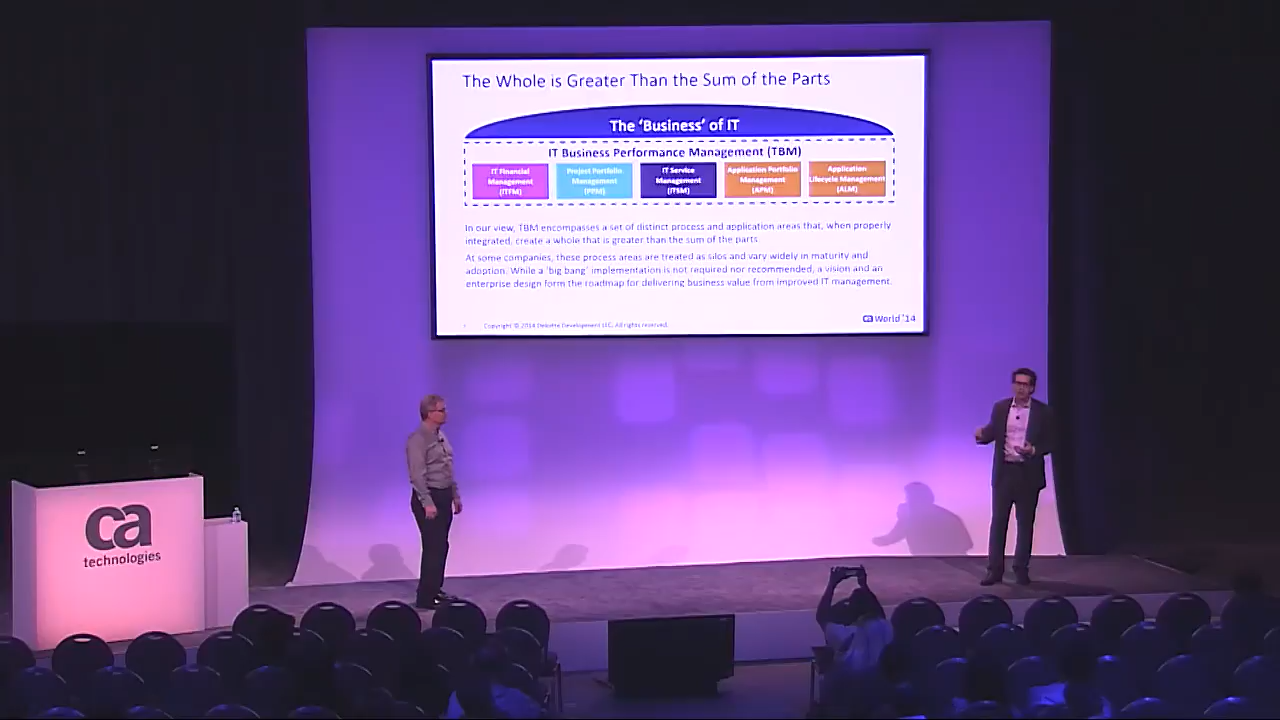 The Whole is Greater Than the Sum of the Parts
The ‘Business’ of IT
IT Business Performance Management (TBM)
IT Financial
Management
(ITFM)
Project Portfolio
Management
(PPM)
IT Service
Management
(ITSM)
Application Portfolio
Management
(APM)
Application
Lifecycle Management
(ALM)
In our view, TBM encompasses a set of distinct process and application areas that, when properly
integrated, create a whole that is greater than the sum of the parts.
At some companies, these process areas are treated as silos and vary widely in maturity and
adoption. While a ‘big bang’ implementation is not required nor recommended, a vision and an
enterprise design form the roadmap for delivering business value from improved IT management.
Copyright © 2014 Deloitte Development LLC. All rights reserved.
ca World ’14
ca
technologies